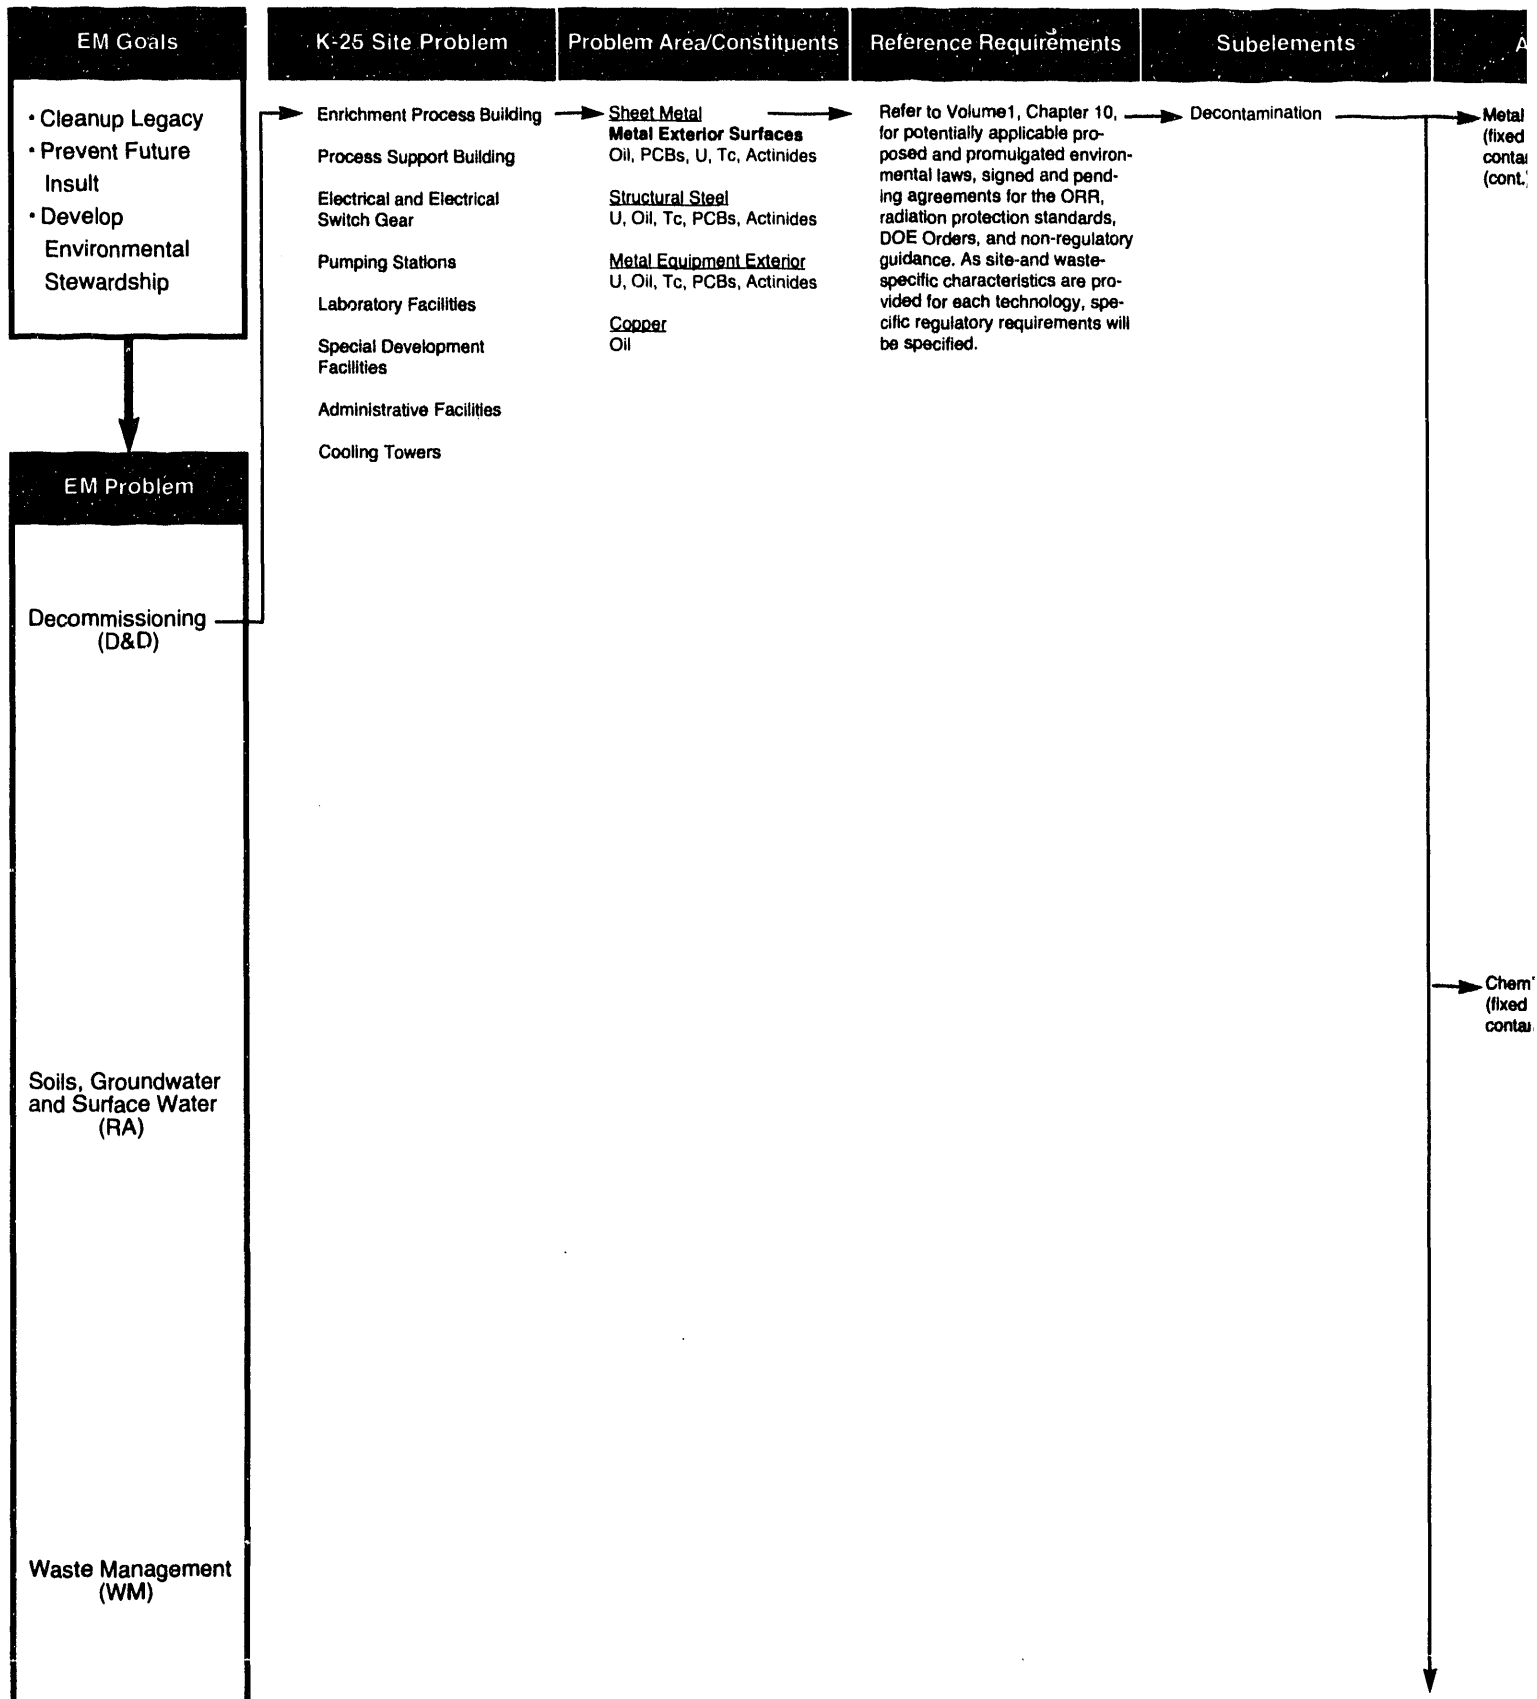 EM Goals
• Cleanup Legacy
• Prevent Future
Insult
• Develop
Environmental
Stewardship
EM Problem
Decommissioning
(D&D)
Soils, Groundwater
and Surface Water
(RA)
Waste Management
(WM)
K-25 Site Problem
Enrichment Process Building
Process Support Building
Electrical and Electrical
Switch Gear
Pumping Stations
Laboratory Facilities
Special Development
Facilities
Administrative Facilities
Cooling Towers
Problem Area/Constituents
Sheet Metal
Metal Exterior Surfaces
Oil, PCBs, U, Tc, Actinides
Structural Steel
U, Oil, Tc, PCBs, Actinides
Metal Equipment Exterior
U, Oil, Tc, PCBs, Actinides
Copper
Oil
Reference Requirements
Refer to Volume1, Chapter 10,
for potentially applicable pro-
posed and promulgated environ-
mental laws, signed and pend-
ing agreements for the ORR,
radiation protection standards,
DOE Orders, and non-regulatory
guidance. As site-and waste-
specific characteristics are pro-
vided for each technology, spe-
cific regulatory requirements will
be specified.
Subelements
Decontamination
A
Metal
(fixed
(cont.)
(fixed